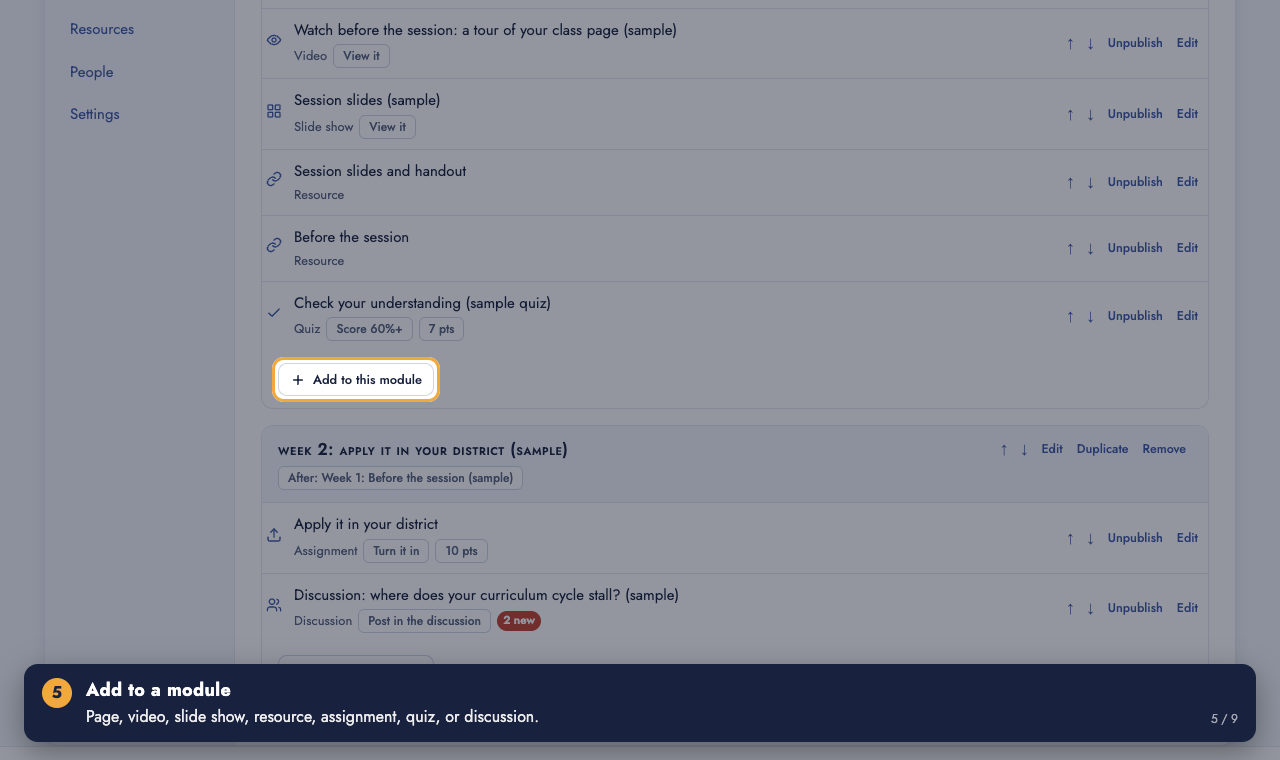 Resources
People
Settings
Watch before the session: a tour of your class page (sample)
Video View it
↑ ↓ Unpublish Edit
Session slides (sample)
Slide show View it
↑ ↓ Unpublish Edit
Session slides and handout
Resource
↑ ↓ Unpublish Edit
Before the session
Resource
↑ ↓ Unpublish Edit
Check your understanding (sample quiz)
Quiz Score 60%+ 7 pts
↑ ↓ Unpublish Edit
+ Add to this module
WEEK 2: APPLY IT IN YOUR DISTRICT (SAMPLE)
↑ ↓ Edit Duplicate Remove
After: Week 1: Before the session (sample)
Apply it in your district
Assignment Turn it in 10 pts
↑ ↓ Unpublish Edit
Discussion: where does your curriculum cycle stall? (sample)
Discussion Post in the discussion 2 new
↑ ↓ Unpublish Edit
5 Add to a module
Page, video, slide show, resource, assignment, quiz, or discussion.
5 / 9